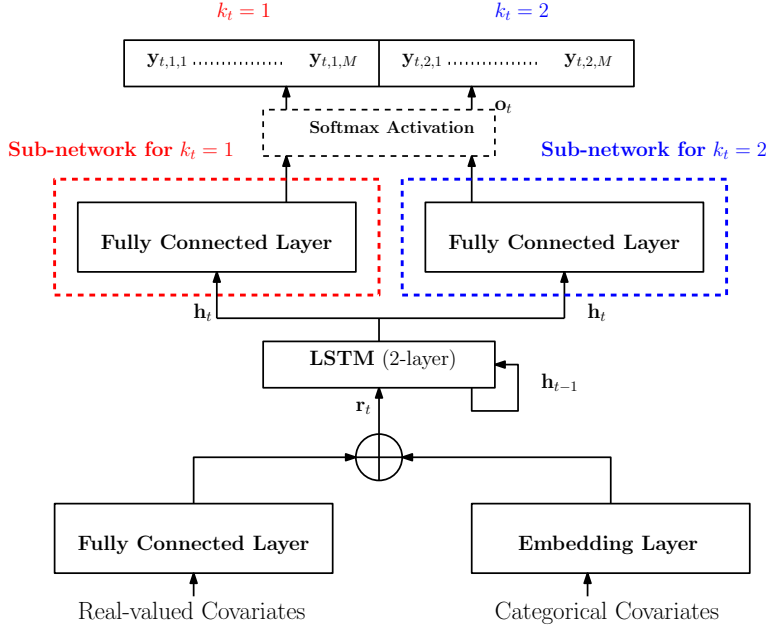 k_t = 1 k_t = 2
y_{t,1,1} ............... y_{t,1,M} y_{t,2,1} ............... y_{t,2,M}
o_t
Softmax Activation
Sub-network for k_t = 1 Sub-network for k_t = 2
Fully Connected Layer Fully Connected Layer
h_t h_t
LSTM (2-layer)
h_{t−1}
r_t
Fully Connected Layer Embedding Layer
Real-valued Covariates Categorical Covariates